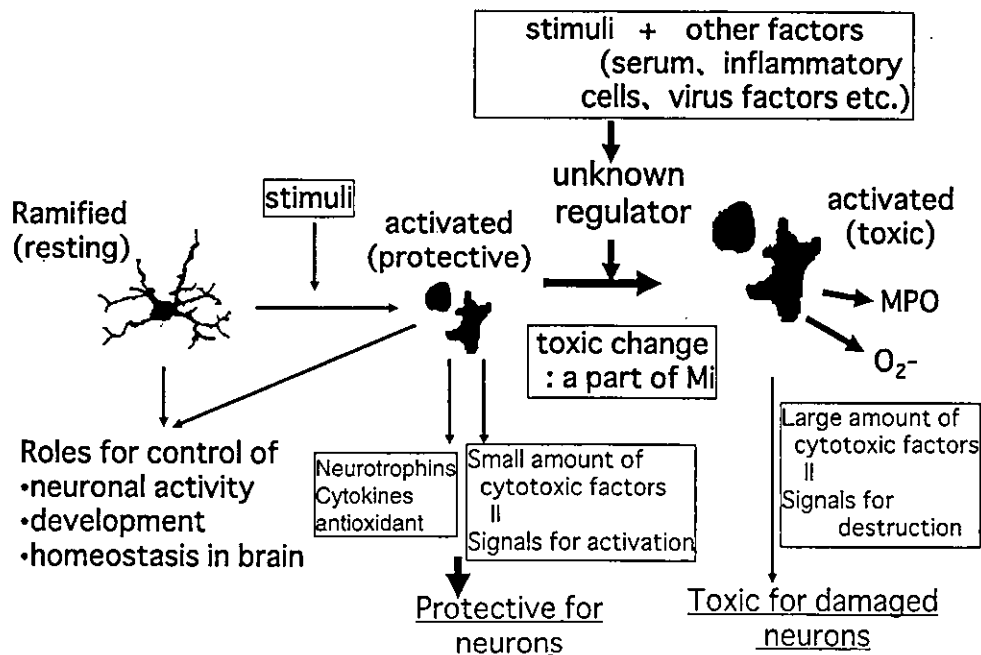 stimuli + other factors
(serum、inflammatory
cells、virus factors etc.)
unknown
regulator
stimuli
Ramified
(resting)
activated
(protective)
activated
(toxic)
MPO
O₂-
toxic change
: a part of Mi
Roles for control of
•neuronal activity
•development
•homeostasis in brain
Neurotrophins
Cytokines
antioxidant
Small amount of
cytotoxic factors
||
Signals for activation
Large amount of
cytotoxic factors
||
Signals for
destruction
Protective for
neurons
Toxic for damaged
neurons